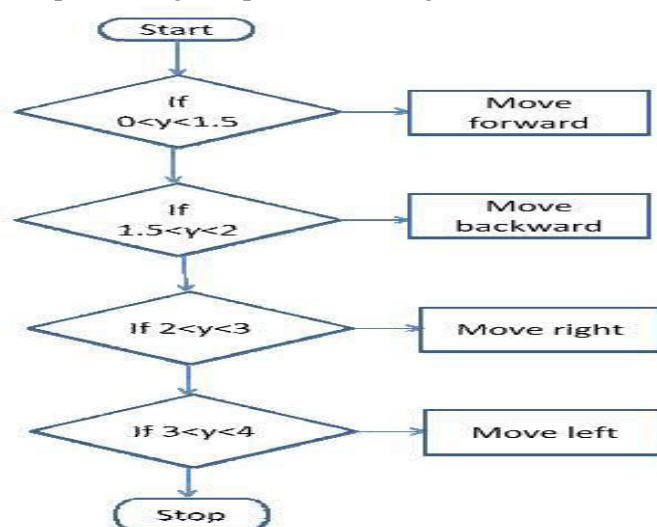 Start
If
0<y<1.5
Move
forward
If
1.5<y<2
Move
backward
If 2<y<3
Move right
If 3<y<4
Move left
Stop